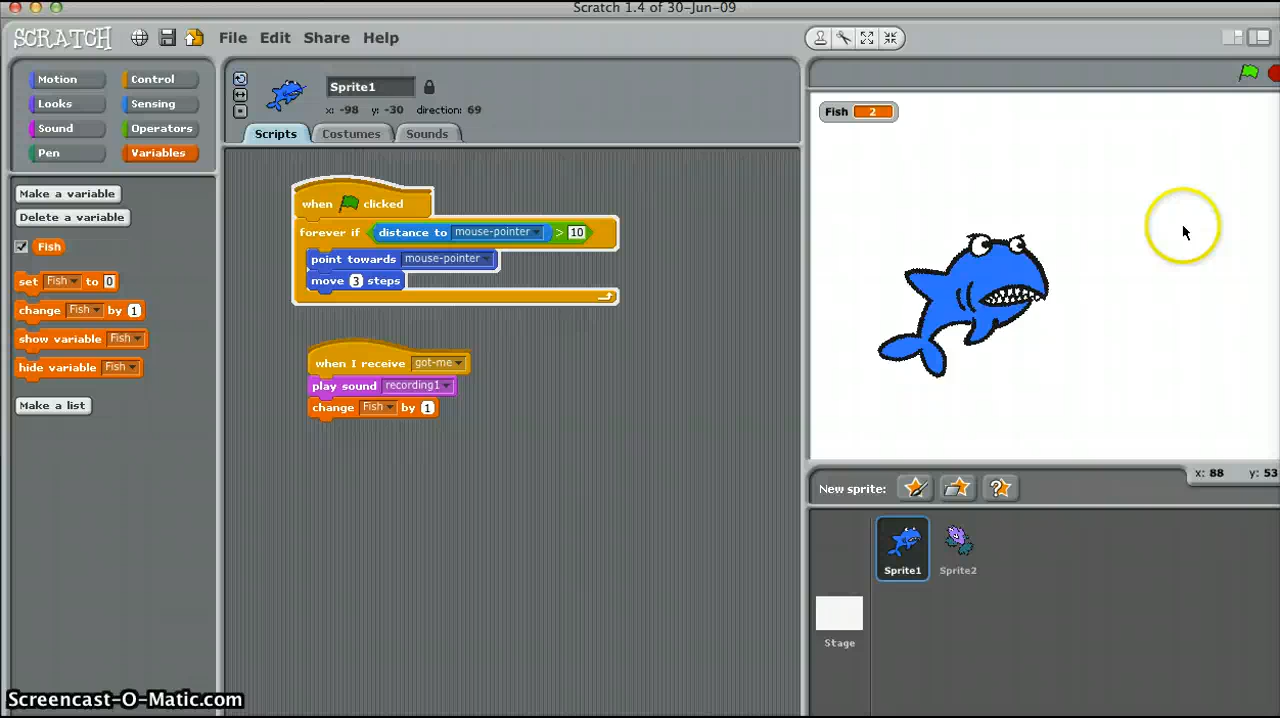 Scratch 1.4 of 30-Jun-09
SCRATCH File Edit Share Help
Motion Control
Looks Sensing
Sound Operators
Pen Variables
Make a variable
Delete a variable
Fish
set Fish to 0
change Fish by 1
show variable Fish
hide variable Fish
Make a list
Sprite1
x: -98 y: -30 direction: 69
Scripts Costumes Sounds
when clicked
forever if distance to mouse-pointer > 10
point towards mouse-pointer
move 3 steps
when I receive got-me
play sound recording1
change Fish by 1
Fish 2
x: 88 y: 53
New sprite:
Sprite1 Sprite2
Stage
Screencast-O-Matic.com